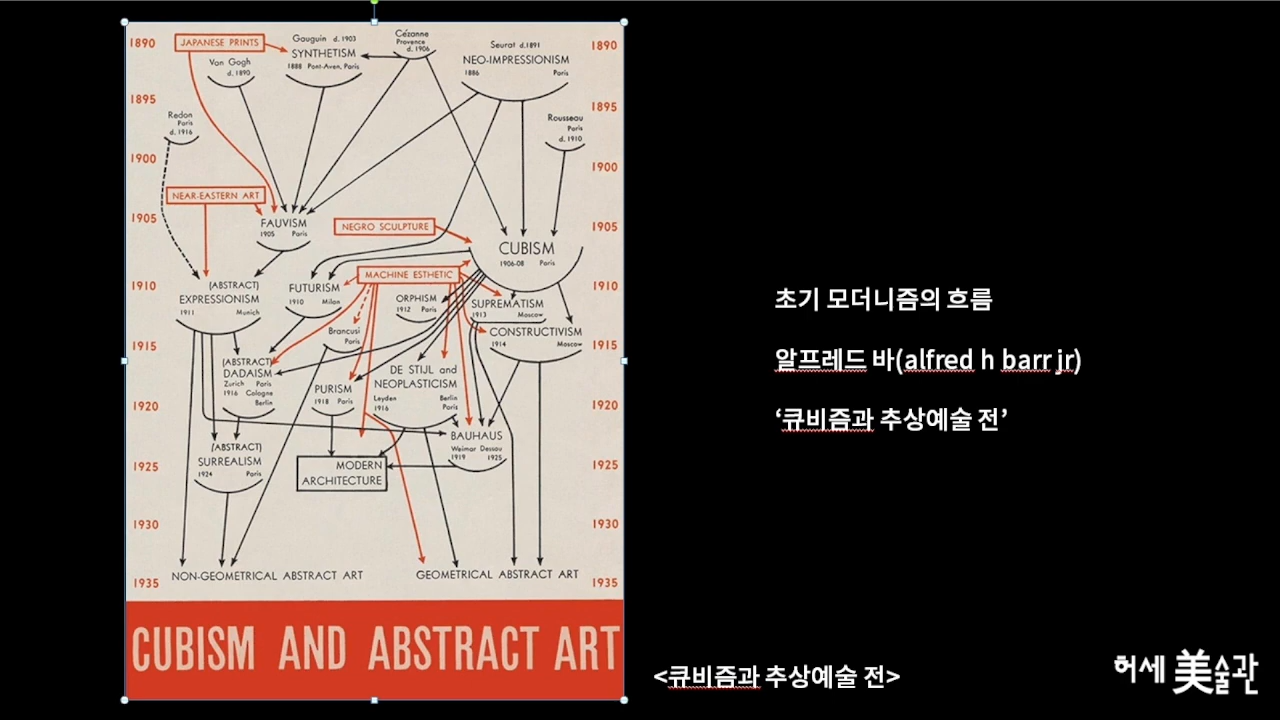 1890
JAPANESE PRINTS
Gauguin d. 1903
SYNTHETISM
1888 Pont-Aven, Paris
Cézanne
Provence
d. 1906
Seurat d.1891
NEO-IMPRESSIONISM
1886 Paris
1890
Van Gogh
d. 1890
1895
1895
Redon
Paris
d. 1916
Rousseau
Paris
d. 1910
1900
1900
NEAR-EASTERN ART
1905
FAUVISM
1905 Paris
NEGRO SCULPTURE
1905
CUBISM
1906-08 Paris
MACHINE ESTHETIC
1910
(ABSTRACT)
EXPRESSIONISM
1911 Munich
FUTURISM
1910 Milan
ORPHISM
1912 Paris
SUPREMATISM
1913 Moscow
1910
Brancusi
Paris
CONSTRUCTIVISM
1914 Moscow
1915
1915
(ABSTRACT)
DADAISM
Zurich Paris
1916 Cologne
Berlin
PURISM
1918 Paris
DE STIJL and
NEOPLASTICISM
Leyden Berlin
1916 Paris
1920
1920
(ABSTRACT)
SURREALISM
1924 Paris
BAUHAUS
Weimar Dessau
1919 1925
MODERN
ARCHITECTURE
1925
1925
1930
1930
NON-GEOMETRICAL ABSTRACT ART
GEOMETRICAL ABSTRACT ART
1935
1935
CUBISM AND ABSTRACT ART
초기 모더니즘의 흐름
알프레드 바(alfred h barr jr)
‘큐비즘과 추상예술 전’
<큐비즘과 추상예술 전>
허세 美술관